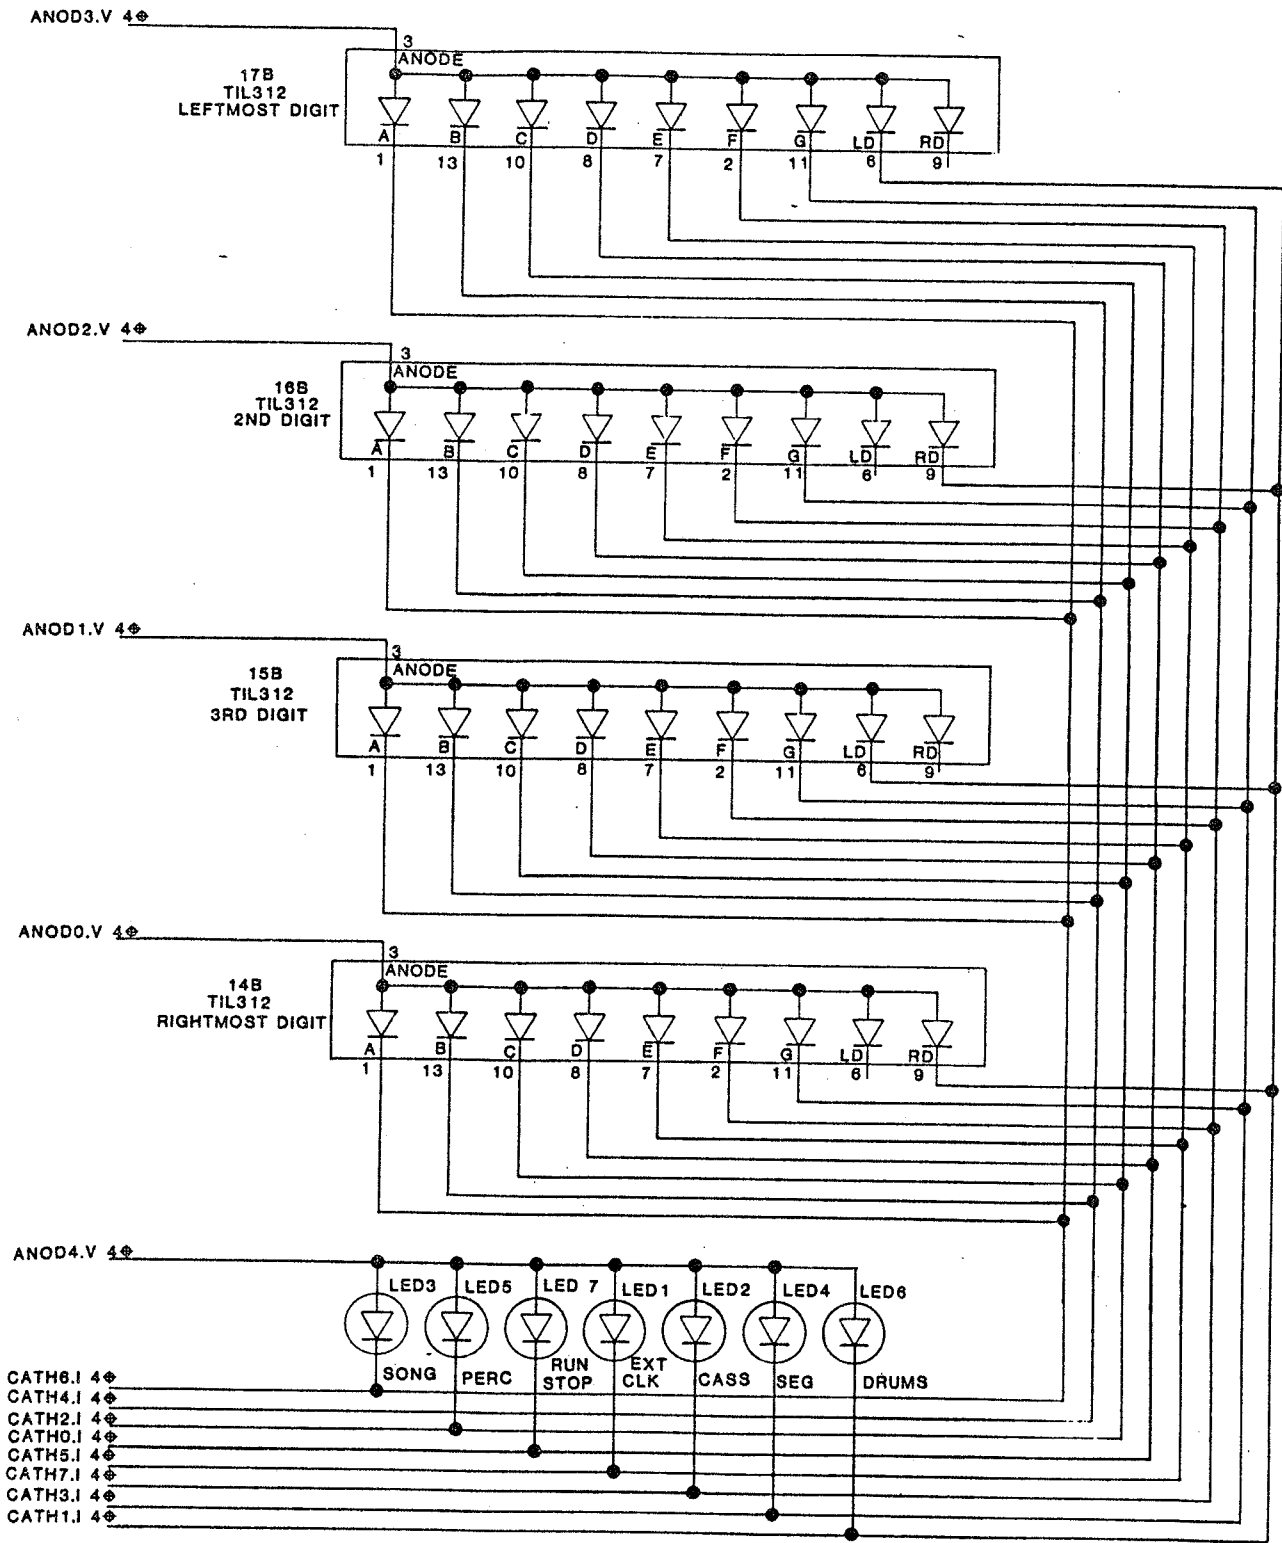 ANOD3.V 4⌖
3
ANODE
17B
TIL312
LEFTMOST DIGIT
A B C D E F G LD RD
1 13 10 8 7 2 11 6 9
ANOD2.V 4⌖
3
ANODE
16B
TIL312
2ND DIGIT
A B C D E F G LD RD
1 13 10 8 7 2 11 6 9
ANOD1.V 4⌖
3
ANODE
15B
TIL312
3RD DIGIT
A B C D E F G LD RD
1 13 10 8 7 2 11 6 9
ANOD0.V 4⌖
3
ANODE
14B
TIL312
RIGHTMOST DIGIT
A B C D E F G LD RD
1 13 10 8 7 2 11 6 9
ANOD4.V 4⌖
LED3 LED5 LED 7 LED1 LED2 LED4 LED6
SONG
PERC
RUN
STOP
EXT
CLK
CASS
SEG
DRUMS
CATH6.I 4⌖
CATH4.I 4⌖
CATH2.I 4⌖
CATH0.I 4⌖
CATH5.I 4⌖
CATH7.I 4⌖
CATH3.I 4⌖
CATH1.I 4⌖